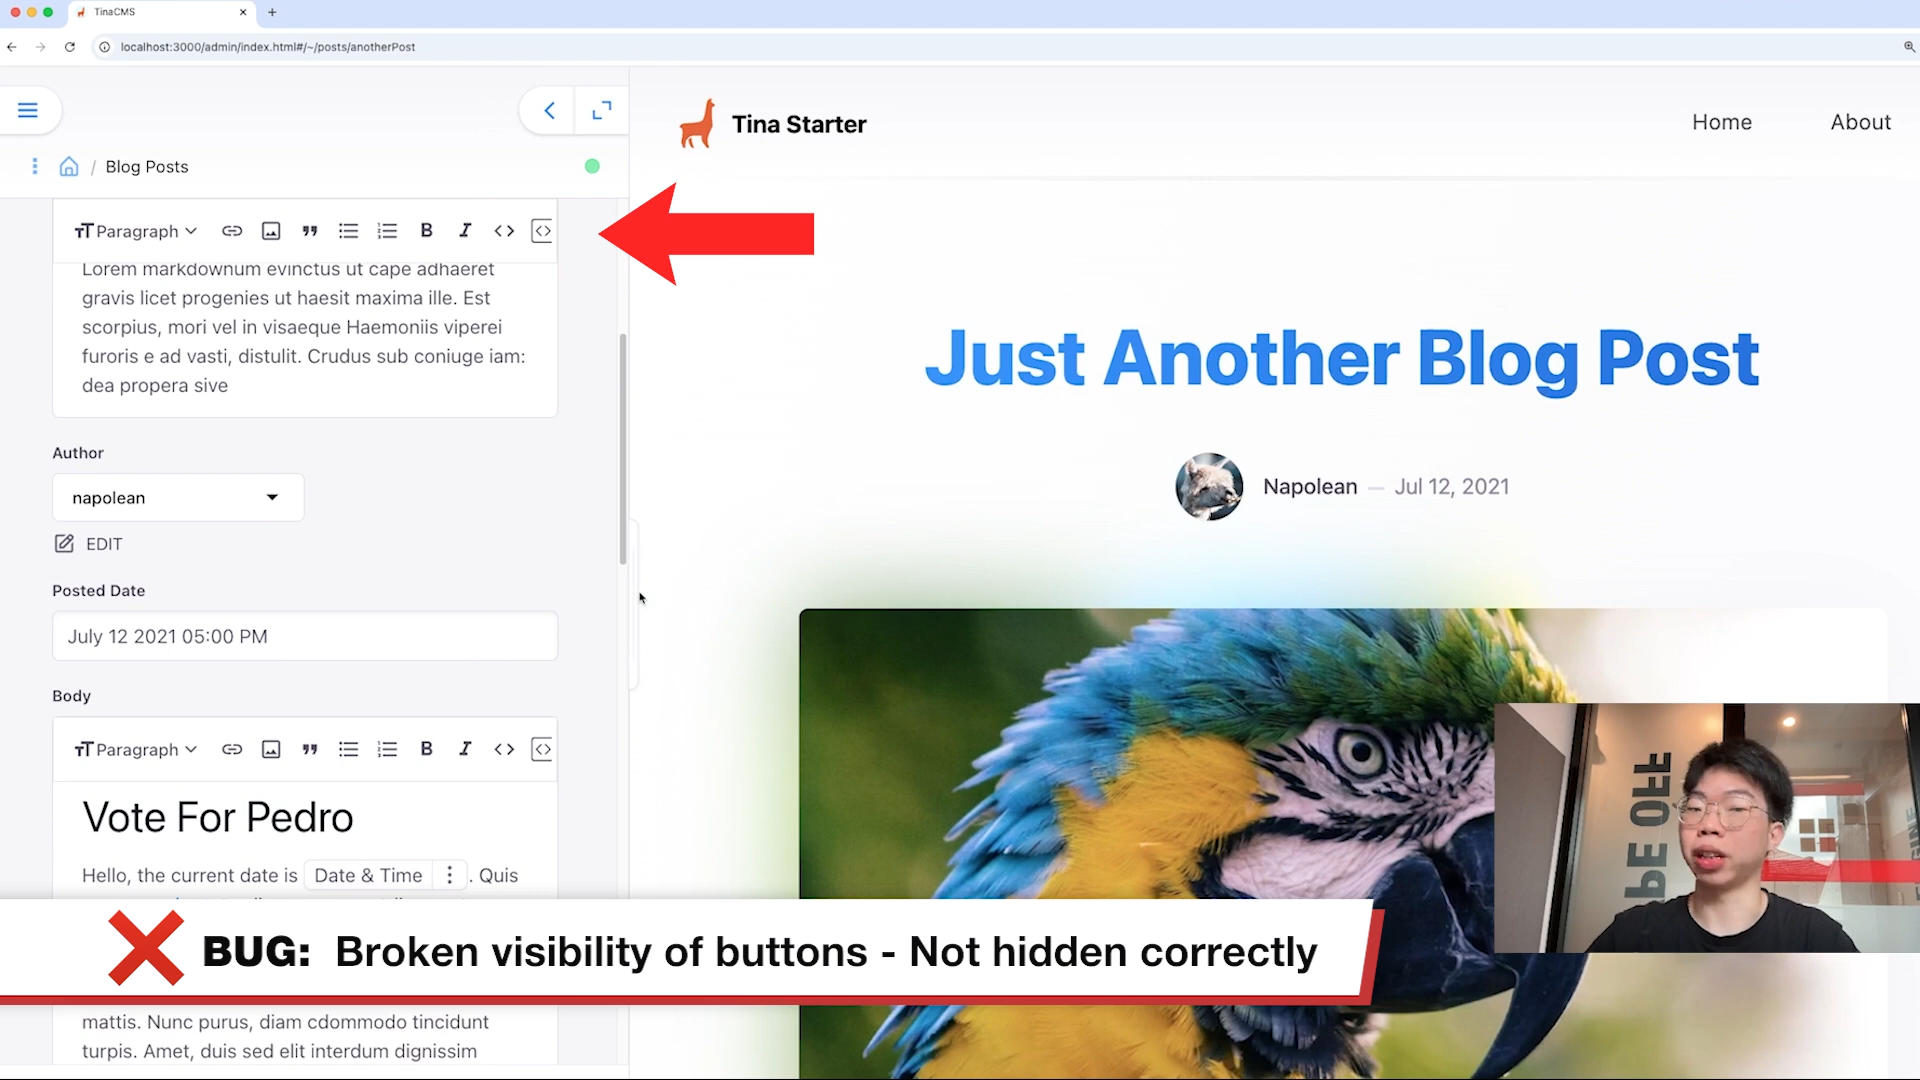 TinaCMS
localhost:3000/admin/index.html#/~/posts/anotherPost
/ Blog Posts
Tina Starter
Home
About
Paragraph
Lorem markdownum evinctus ut cape adhaeret
gravis licet progenies ut haesit maxima ille. Est
scorpius, mori vel in visaeque Haemoniis viperei
furoris e ad vasti, distulit. Crudus sub coniuge iam:
dea propera sive
Author
napolean
EDIT
Posted Date
July 12 2021 05:00 PM
Body
Paragraph
Vote For Pedro
Hello, the current date is Date & Time . Quis
mattis. Nunc purus, diam cdommodo tincidunt
turpis. Amet, duis sed elit interdum dignissim
Just Another Blog Post
Napolean — Jul 12, 2021
PE OFF
BUG: Broken visibility of buttons - Not hidden correctly